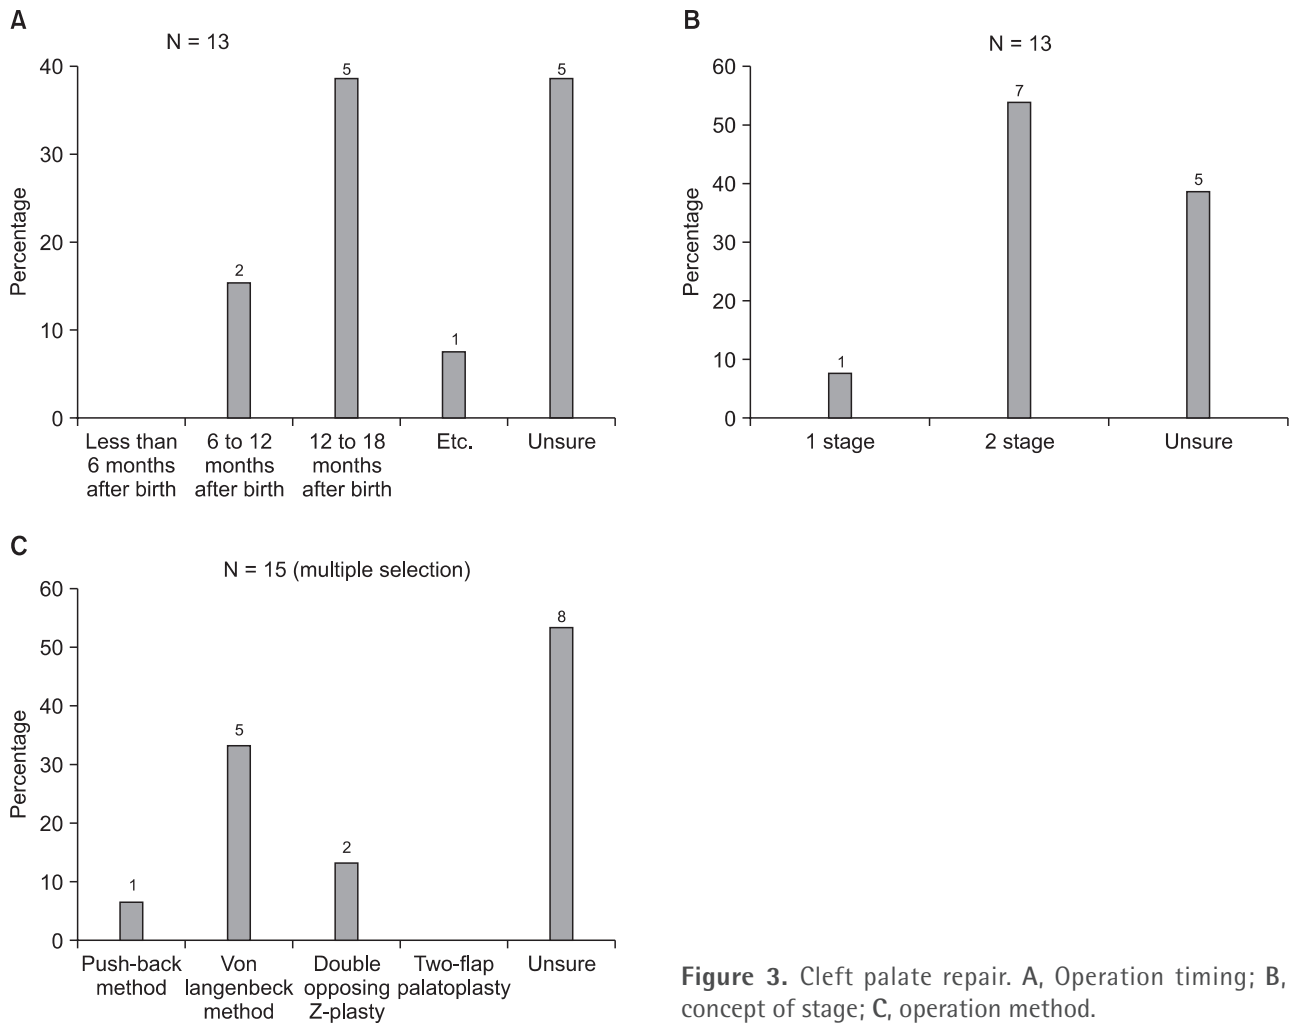 A
N = 13
Percentage
40
30
20
10
0
2
5
1
5
Less than
6 months
after birth
6 to 12
months
after birth
12 to 18
months
after birth
Etc.
Unsure
B
N = 13
Percentage
60
50
40
30
20
10
0
1
7
5
1 stage
2 stage
Unsure
C
N = 15 (multiple selection)
Percentage
60
50
40
30
20
10
0
1
5
2
8
Push-back
method
Von
langenbeck
method
Double
opposing
Z-plasty
Two-flap
palatoplasty
Unsure
Figure 3. Cleft palate repair. A, Operation timing; B,
concept of stage; C, operation method.